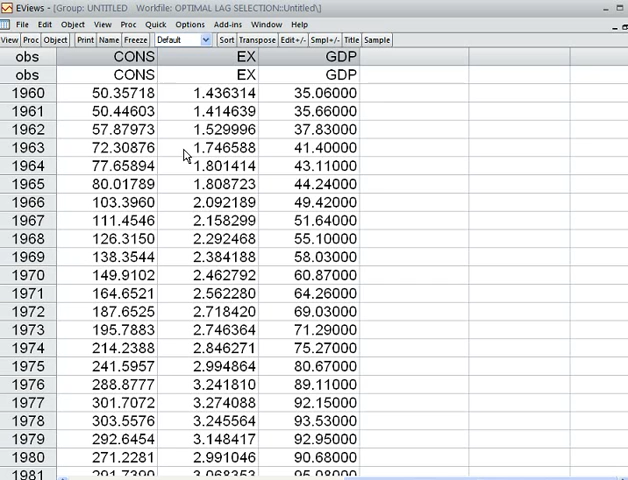 EViews - [Group: UNTITLED   Workfile: OPTIMAL LAG SELECTION::Untitled\]
File Edit Object View Proc Quick Options Add-ins Window Help
View Proc Object Print Name Freeze Default Sort Transpose Edit+/- Smpl+/- Title Sample
obs CONS EX GDP
obs CONS EX GDP
1960 50.35718 1.436314 35.06000
1961 50.44603 1.414639 35.66000
1962 57.87973 1.529996 37.83000
1963 72.30876 1.746588 41.40000
1964 77.65894 1.801414 43.11000
1965 80.01789 1.808723 44.24000
1966 103.3960 2.092189 49.42000
1967 111.4546 2.158299 51.64000
1968 126.3150 2.292468 55.10000
1969 138.3544 2.384188 58.03000
1970 149.9102 2.462792 60.87000
1971 164.6521 2.562280 64.26000
1972 187.6525 2.718420 69.03000
1973 195.7883 2.746364 71.29000
1974 214.2388 2.846271 75.27000
1975 241.5957 2.994864 80.67000
1976 288.8777 3.241810 89.11000
1977 301.7072 3.274088 92.15000
1978 303.5576 3.245564 93.53000
1979 292.6454 3.148417 92.95000
1980 271.2281 2.991046 90.68000
1981 291.7390 3.068353 95.08000